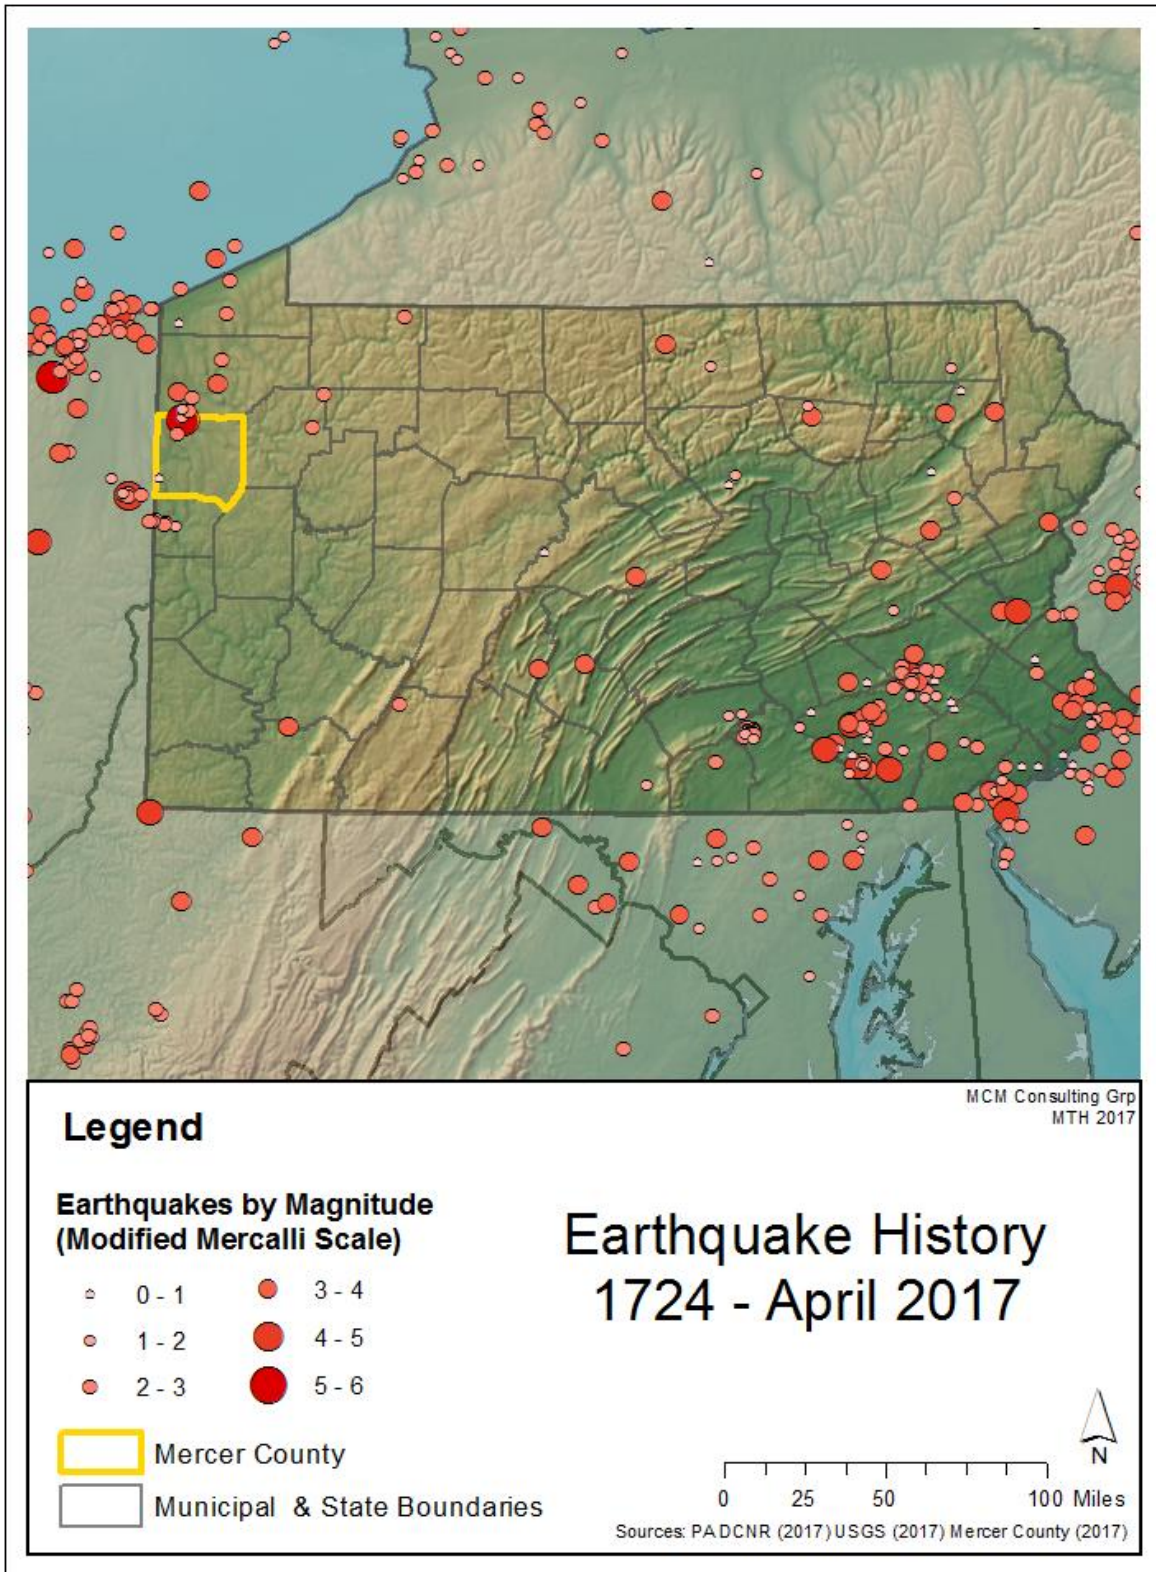 MCM Consulting Grp
MTH 2017
Legend
Earthquakes by Magnitude
(Modified Mercalli Scale)
0 - 1
1 - 2
2 - 3
3 - 4
4 - 5
5 - 6
Mercer County
Municipal & State Boundaries
Earthquake History
1724 - April 2017
N
0 25 50 100 Miles
Sources: PADCNR (2017) USGS (2017) Mercer County (2017)